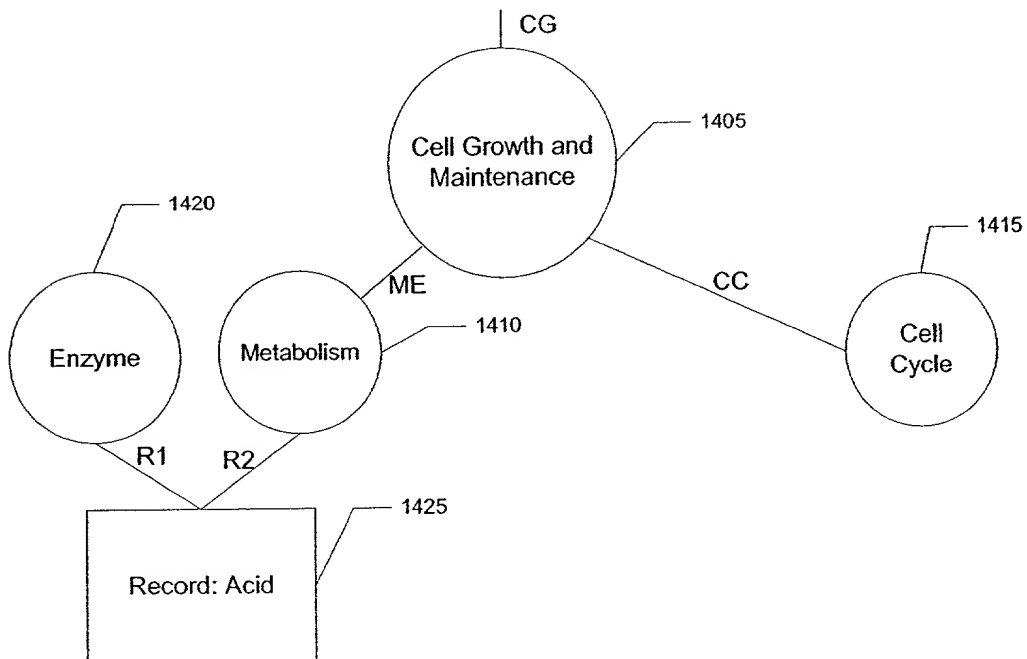 CG
1405
Cell Growth and
Maintenance
1420
1415
ME
CC
Enzyme
Metabolism
1410
Cell
Cycle
R1
R2
1425
Record: Acid